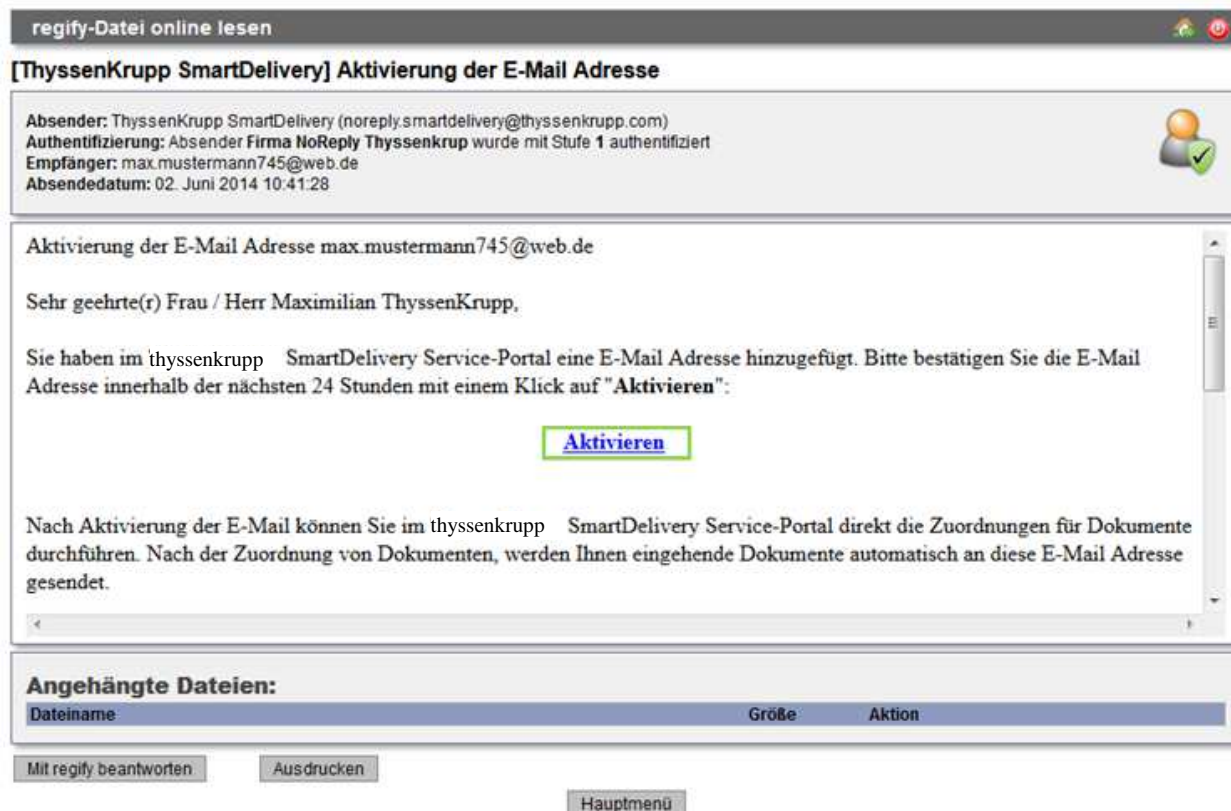 regify-Datei online lesen
[ThyssenKrupp SmartDelivery] Aktivierung der E-Mail Adresse
Absender: ThyssenKrupp SmartDelivery (noreply.smartdelivery@thyssenkrupp.com)
Authentifizierung: Absender Firma NoReply Thyssenkrup wurde mit Stufe 1 authentifiziert
Empfänger: max.mustermann745@web.de
Absendedatum: 02. Juni 2014 10:41:28
Aktivierung der E-Mail Adresse max.mustermann745@web.de
Sehr geehrte(r) Frau / Herr Maximilian ThyssenKrupp,
Sie haben im thyssenkrupp SmartDelivery Service-Portal eine E-Mail Adresse hinzugefügt. Bitte bestätigen Sie die E-Mail
Adresse innerhalb der nächsten 24 Stunden mit einem Klick auf "Aktivieren":
Aktivieren
Nach Aktivierung der E-Mail können Sie im thyssenkrupp SmartDelivery Service-Portal direkt die Zuordnungen für Dokumente
durchführen. Nach der Zuordnung von Dokumenten, werden Ihnen eingehende Dokumente automatisch an diese E-Mail Adresse
gesendet.
Angehängte Dateien:
Dateiname Größe Aktion
Mit regify beantworten Ausdrucken
Hauptmenü